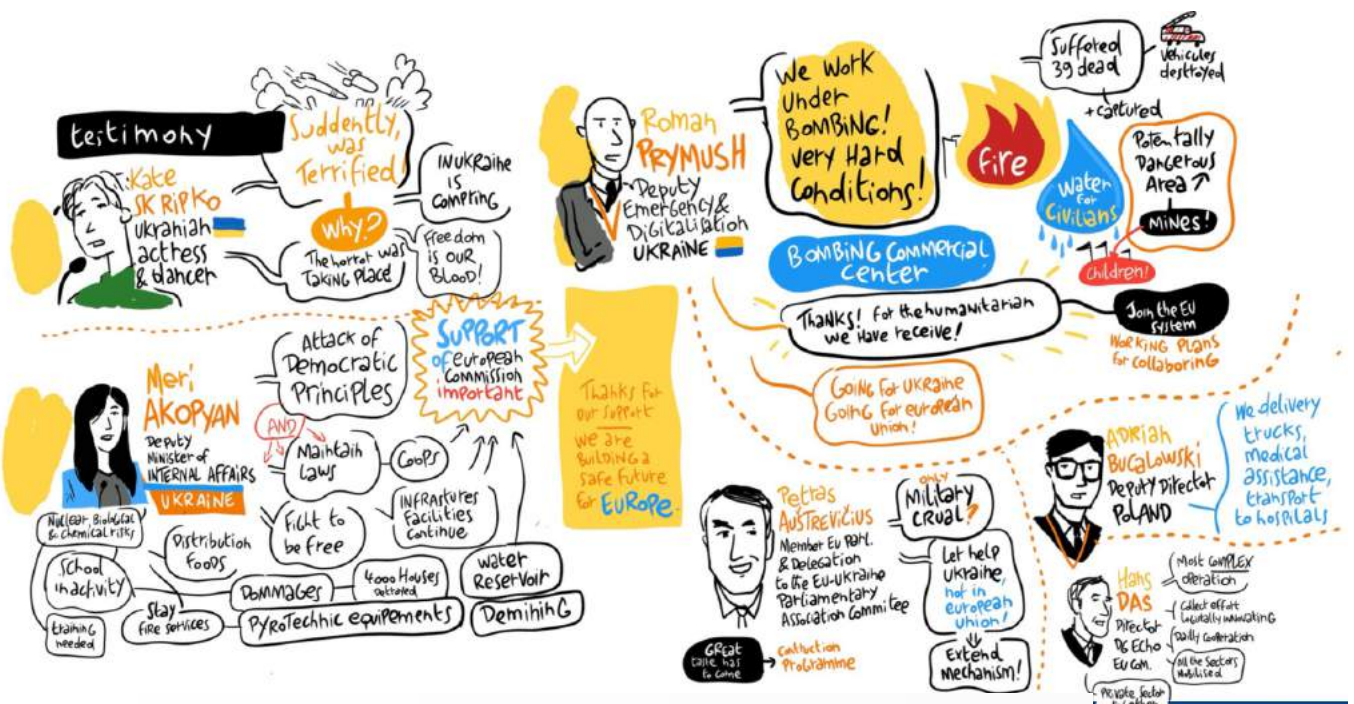 testimony
Kate
SKRiPKO
ukranian
actress
& dancer
Suddently,
was
Terrified!
Why?
The horror was
Taking Place
IN UKRAINE
IS
COMPTING
Freedom
is OUR
BLOOD!
Meri
AKOPYAN
Deputy
Minister of
INTERNAL AFFAIRS
UKRAINE
Attack of
Democratic
Principles
AND
Maintain
Laws
Coops
SUPPORT
of european
Commission
important
Fight to
be free
INFRAstures
Facilities
Continue
Nuclear, Biological
& Chemical risks
School
Inactivity
training
needed
Distribution
Foods
Stay
fire services
DOMMAGES
4000 Houses
Destroyed
PYROTECHNIC equipements
Water
Reservoir
Demining
Thanks for
our support
we are
Building a
safe Future
for EUROPE.
Roman
PRYMUSH
Deputy
Emergency &
Digitalisation
UKRAINE
We Work
Under
BOMBING!
very Hard
Conditions!
Fire
Suffered
39 dead
Vehicules
desktroyed
+ captured
Water
for
Civilians
Potentally
Dangerous
Area
MINES!
Children!
BOMBING COMMERCIAL
Center
Thanks! For the humanitarian
We Have receive!
Join the EU
system
WORKING PLANS
for collaboring
GOING FOR UKRAINE
GOING for european
union!
Petras
AUSTREVICIUS
Member EU Parl.
& Delegation
to the EU-UKraine
Parliamentary
Association Commitee
GREAt
taste has
to come
Contuction
Programme
ONLY
Military
CRUAL?
Let help
Ukraine,
not in
european
union!
Extend
mechanism!
ADRIAN
BUCALOWSKI
Deputy Director
POLAND
We delivery
trucks,
medical
assistance,
transport
to hospitals
Hans
DAS
Director
DG Echo
EU Com.
Most COMPLEX
operation
Collect effort
Logitally innovating
Dailly Cooperation
All the Sectors
Mobilised
Private Sector